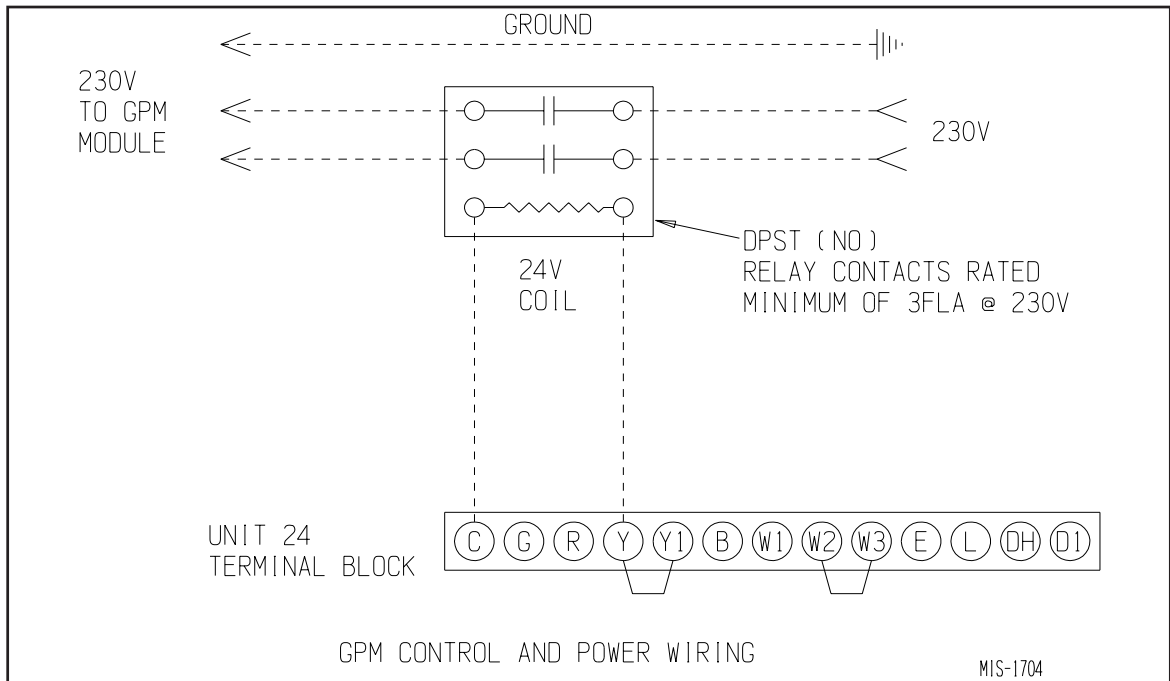 GROUND
230V
TO GPM
MODULE
230V
DPST (NO)
RELAY CONTACTS RATED
MINIMUM OF 3FLA @ 230V
24V
COIL
UNIT 24
TERMINAL BLOCK
C G R Y Y1 B W1 W2 W3 E L DH D1
GPM CONTROL AND POWER WIRING
MIS-1704